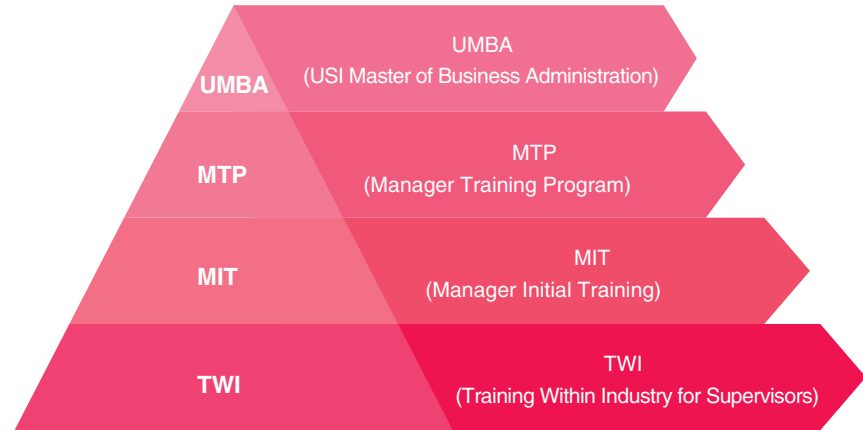 UMBA
UMBA
(USI Master of Business Administration)
MTP
MTP
(Manager Training Program)
MIT
MIT
(Manager Initial Training)
TWI
TWI
(Training Within Industry for Supervisors)